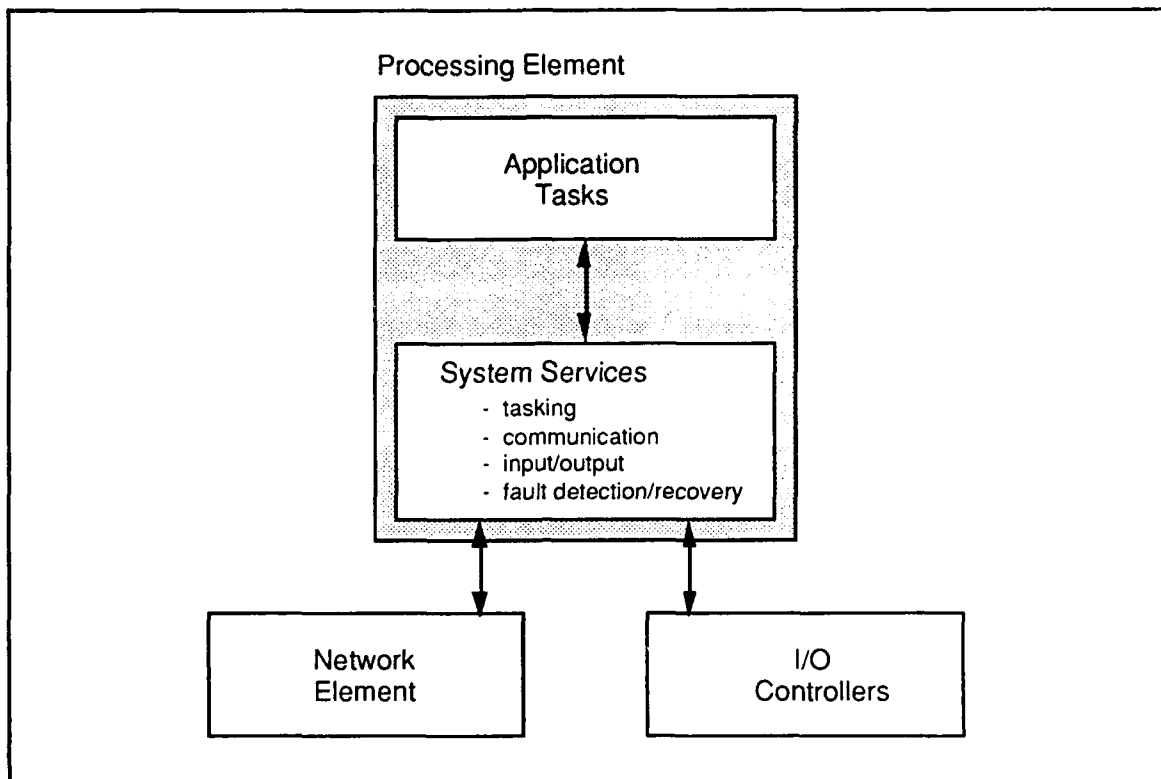 Processing Element
Application
Tasks
System Services
- tasking
- communication
- input/output
- fault detection/recovery
Network
Element
I/O
Controllers